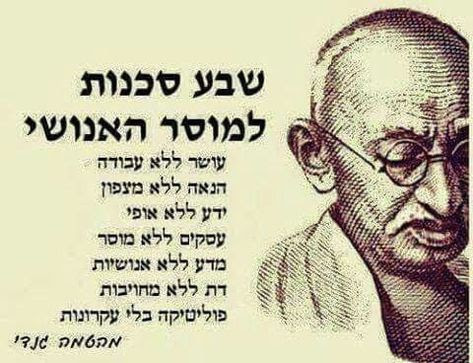 שבע סכנות
למוסר האנושי
עושר ללא עבודה
הנאה ללא מצפון
ידע ללא אופי
עסקים ללא מוסר
מדע ללא אנושיות
דת ללא מחויבות
פוליטיקה בלי עקרונות
מהטמה גנדי